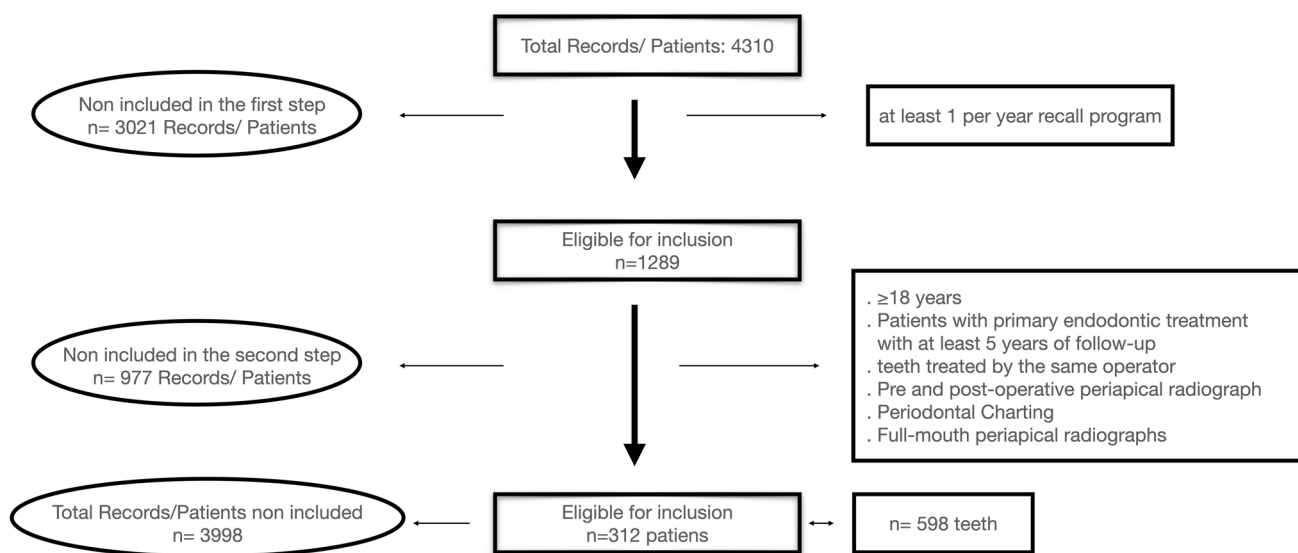 Total Records/ Patients: 4310
Non included in the first step
n= 3021 Records/ Patients
at least 1 per year recall program
Eligible for inclusion
n=1289
Non included in the second step
n= 977 Records/ Patients
. ≥18 years
. Patients with primary endodontic treatment
with at least 5 years of follow-up
. teeth treated by the same operator
. Pre and post-operative periapical radiograph
. Periodontal Charting
. Full-mouth periapical radiographs
Total Records/Patients non included
n= 3998
Eligible for inclusion
n=312 patiens
n= 598 teeth